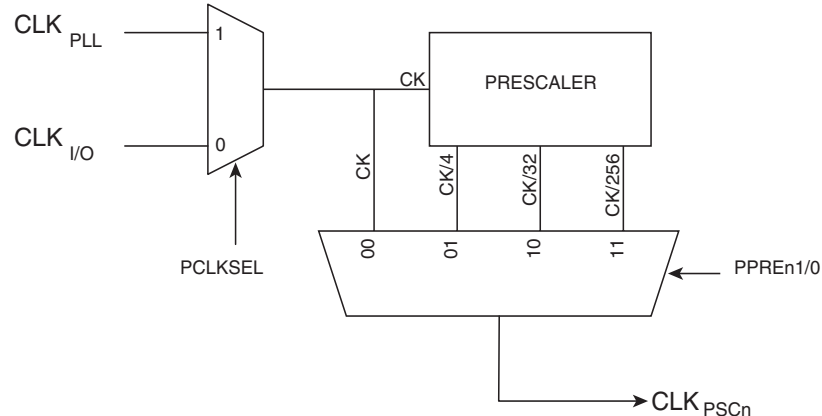 CLK PLL
1
CK
PRESCALER
CLK I/O
0
CK
CK/4
CK/32
CK/256
00
01
10
11
PCLKSEL
PPREn1/0
CLK PSCn